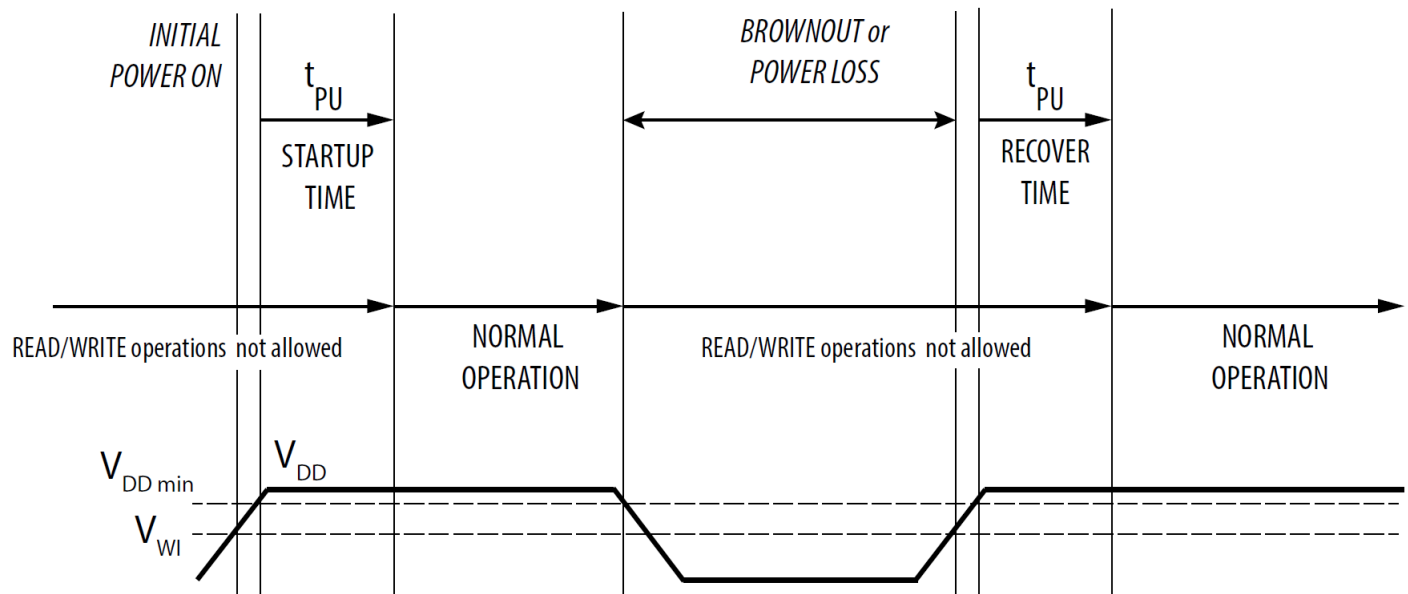 INITIAL
POWER ON
t PU
STARTUP
TIME
BROWNOUT or
POWER LOSS
t PU
RECOVER
TIME
READ/WRITE operations not allowed
NORMAL
OPERATION
READ/WRITE operations not allowed
NORMAL
OPERATION
V DD min
V DD
V WI